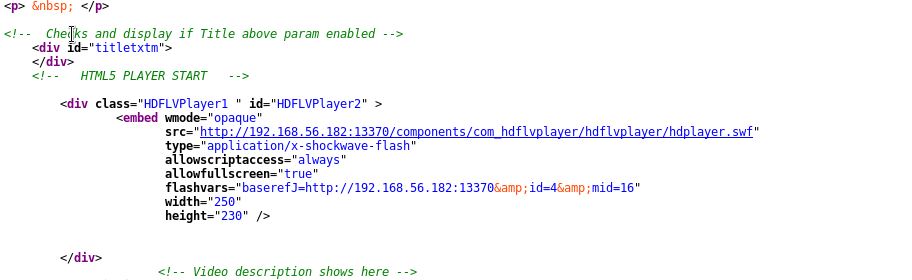 <p> &nbsp; </p>
<!--  Checks and display if Title above param enabled -->
<div id="titletxtm">
</div>
<!--   HTML5 PLAYER START   -->
<div class="HDFLVPlayer1 " id="HDFLVPlayer2" >
<embed wmode="opaque"
src="http://192.168.56.182:13370/components/com_hdflvplayer/hdflvplayer/hdplayer.swf"
type="application/x-shockwave-flash"
allowscriptaccess="always"
allowfullscreen="true"
flashvars="baserefJ=http://192.168.56.182:13370&amp;id=4&amp;mid=16"
width="250"
height="230" />
</div>
<!-- Video description shows here -->